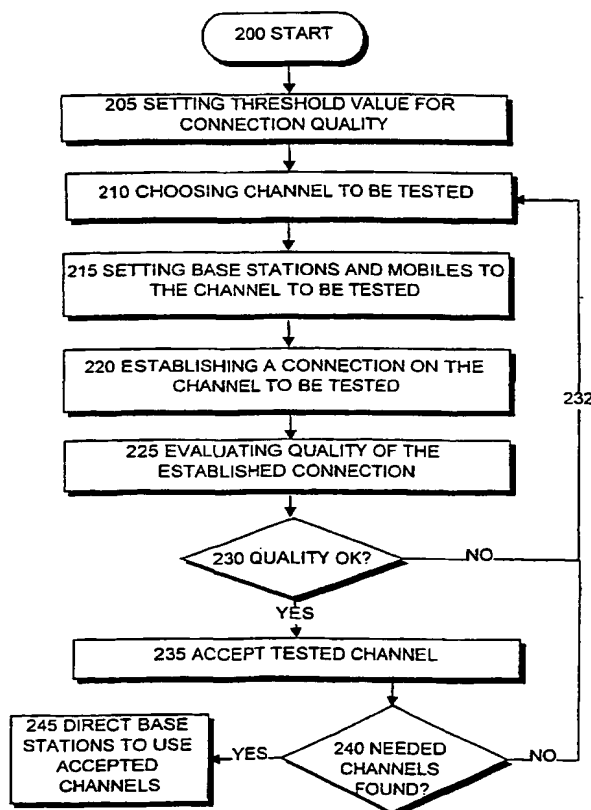 200 START
205 SETTING THRESHOLD VALUE FOR
CONNECTION QUALITY
210 CHOOSING CHANNEL TO BE TESTED
215 SETTING BASE STATIONS AND MOBILES TO
THE CHANNEL TO BE TESTED
220 ESTABLISHING A CONNECTION ON THE
CHANNEL TO BE TESTED
232
225 EVALUATING QUALITY OF THE
ESTABLISHED CONNECTION
230 QUALITY OK?
NO
YES
235 ACCEPT TESTED CHANNEL
245 DIRECT BASE
STATIONS TO USE
ACCEPTED
CHANNELS
YES
240 NEEDED
CHANNELS
FOUND?
NO